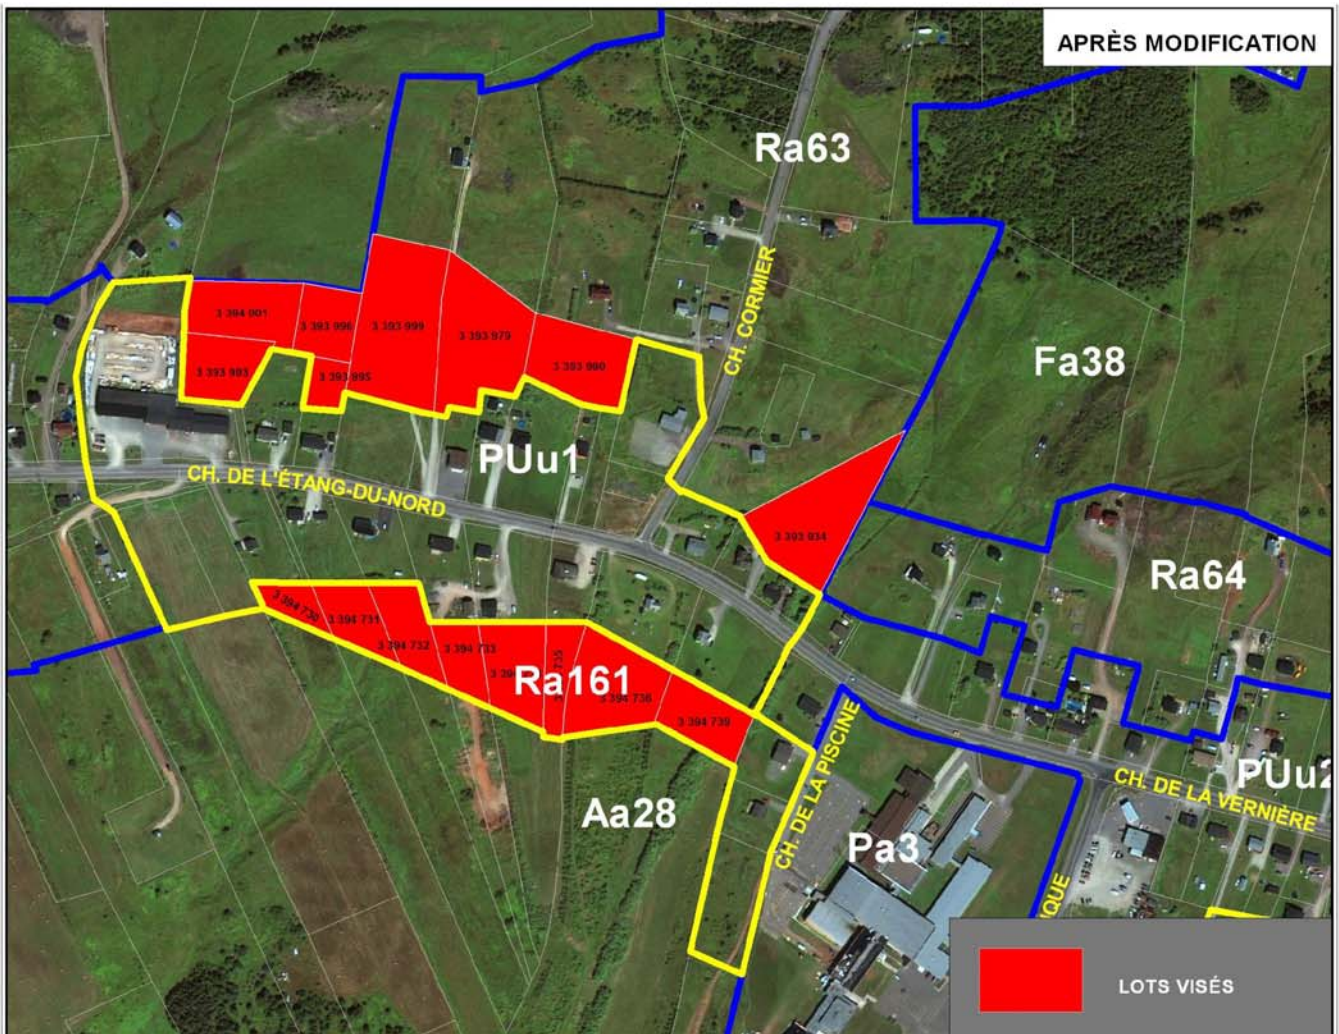 APRÈS MODIFICATION
Ra63
CH. CORMIER
3 394 001
3 393 996
3 393 999
3 393 979
3 393 990
3 393 993
3 393 995
Fa38
PUu1
CH. DE L'ÉTANG-DU-NORD
3 393 934
Ra64
3 394 730
3 394 731
3 394 732
3 394 733
Ra161
3 394 736
3 394 739
CH. DE LA PISCINE
PUu2
CH. DE LA VERNIÈRE
Aa28
Pa3
LOTS VISÉS